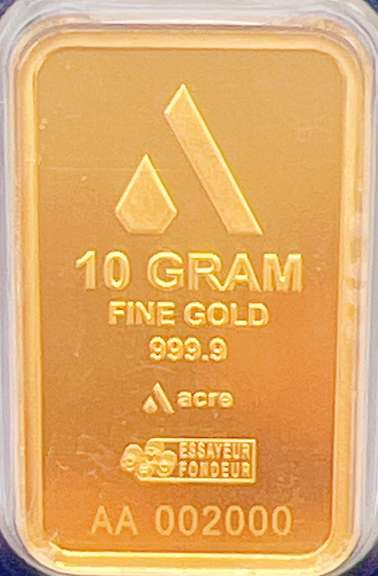 10 GRAM
FINE GOLD
999.9
acre
ESSAYEUR
FONDEUR
AA 002000